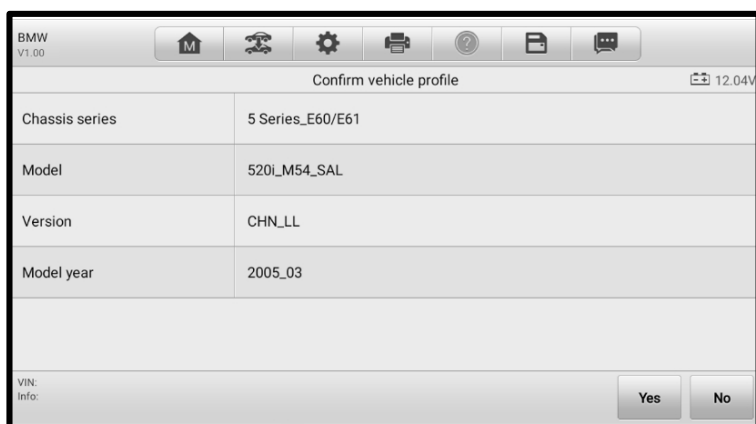 BMW
V1.00
M
?
Confirm vehicle profile
12.04V
Chassis series 5 Series_E60/E61
Model 520i_M54_SAL
Version CHN_LL
Model year 2005_03
VIN:
Info:
Yes No